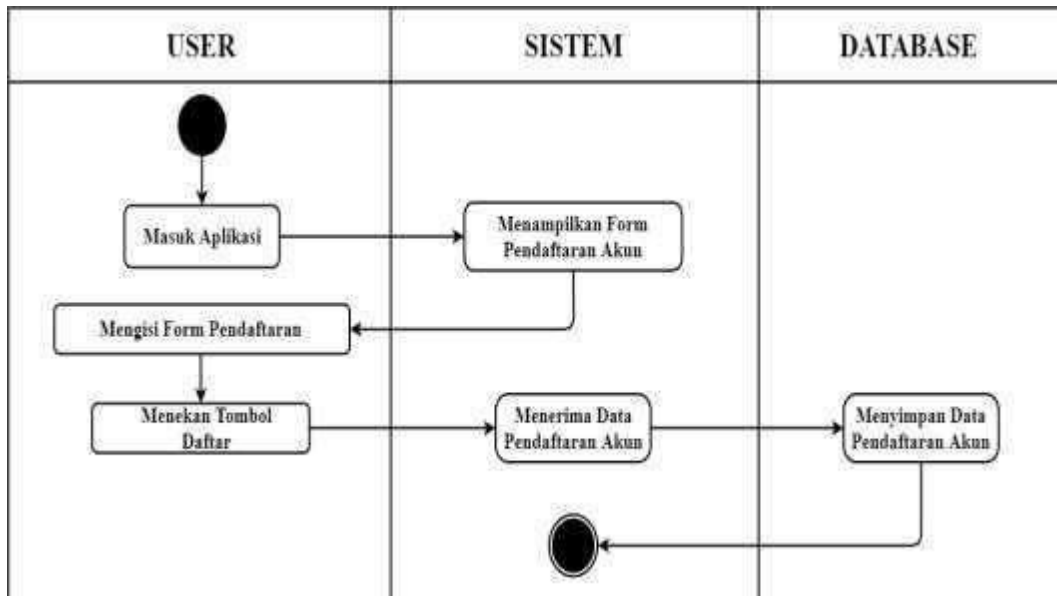 USER
SISTEM
DATABASE
Masuk Aplikasi
Menampilkan Form
Pendaftaran Akun
Mengisi Form Pendaftaran
Menekan Tombol
Daftar
Menerima Data
Pendaftaran Akun
Menyimpan Data
Pendaftaran Akun